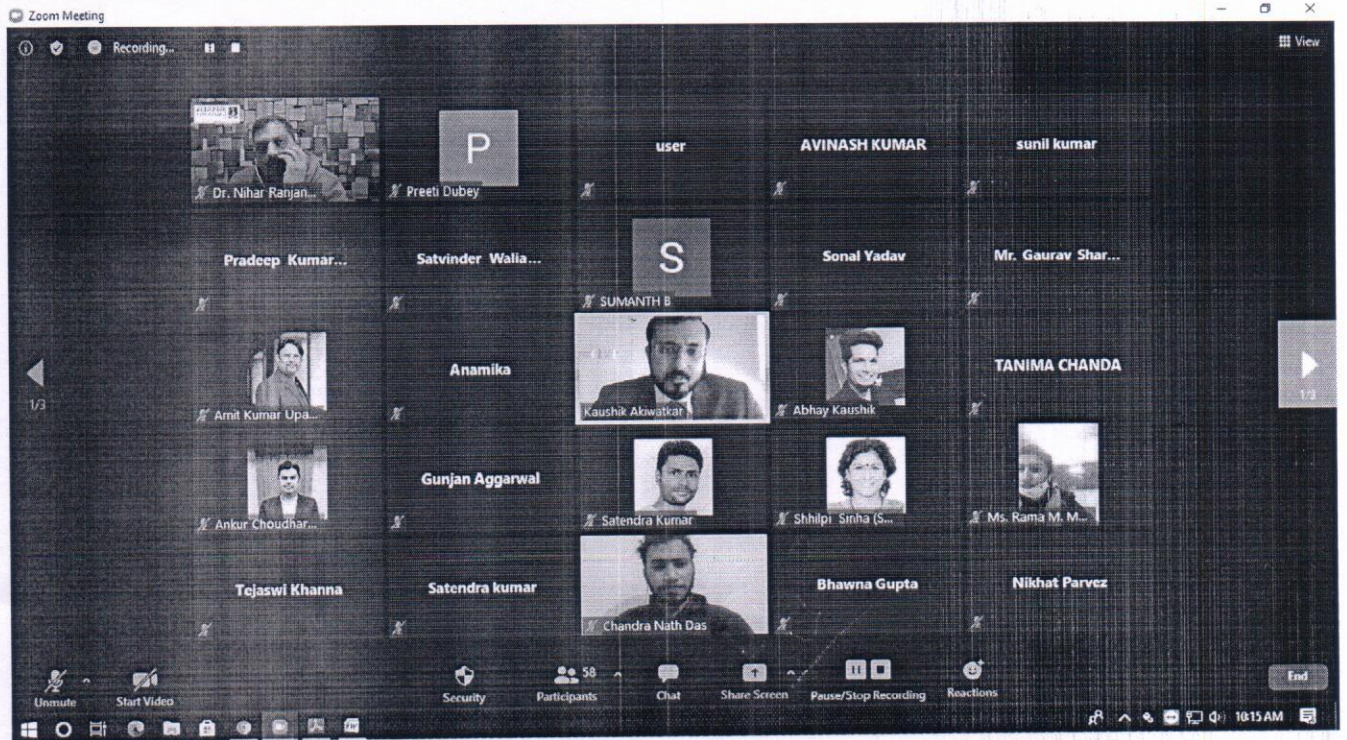 Zoom Meeting
Recording...
View
Dr. Nihar Ranjan...
P
Preeti Dubey
user
AVINASH KUMAR
sunil kumar
Pradeep Kumar...
Satvinder Walia...
S
SUMANTH B
Sonal Yadav
Mr. Gaurav Shar...
Amit Kumar Upa...
Anamika
Kaushik Akiwatkar
Abhay Kaushik
TANIMA CHANDA
1/3
1/3
Ankur Choudhar...
Gunjan Aggarwal
Satendra Kumar
Shhilpi Sinha (S...
Ms. Rama M. M...
Tejaswi Khanna
Satendra kumar
Chandra Nath Das
Bhawna Gupta
Nikhat Parvez
Unmute
Start Video
Security
58
Participants
Chat
Share Screen
Pause/Stop Recording
Reactions
End
10:15 AM